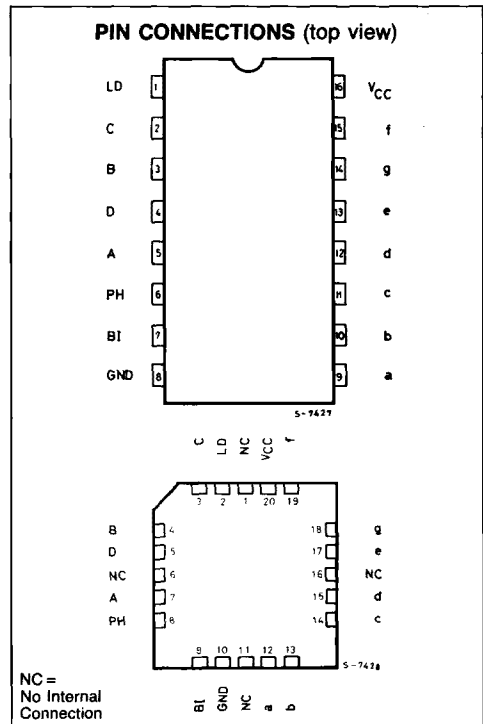 PIN CONNECTIONS (top view)
LD 1 16 VCC
C 2 15 f
B 3 14 g
D 4 13 e
A 5 12 d
PH 6 11 c
BI 7 10 b
GND 8 9 a
S-7427
C LD NC VCC f
3 2 1 20 19
B 4 18 g
D 5 17 e
NC 6 16 NC
A 7 15 d
PH 8 14 c
9 10 11 12 13
S-7428
BI GND NC a b
NC =
No Internal
Connection